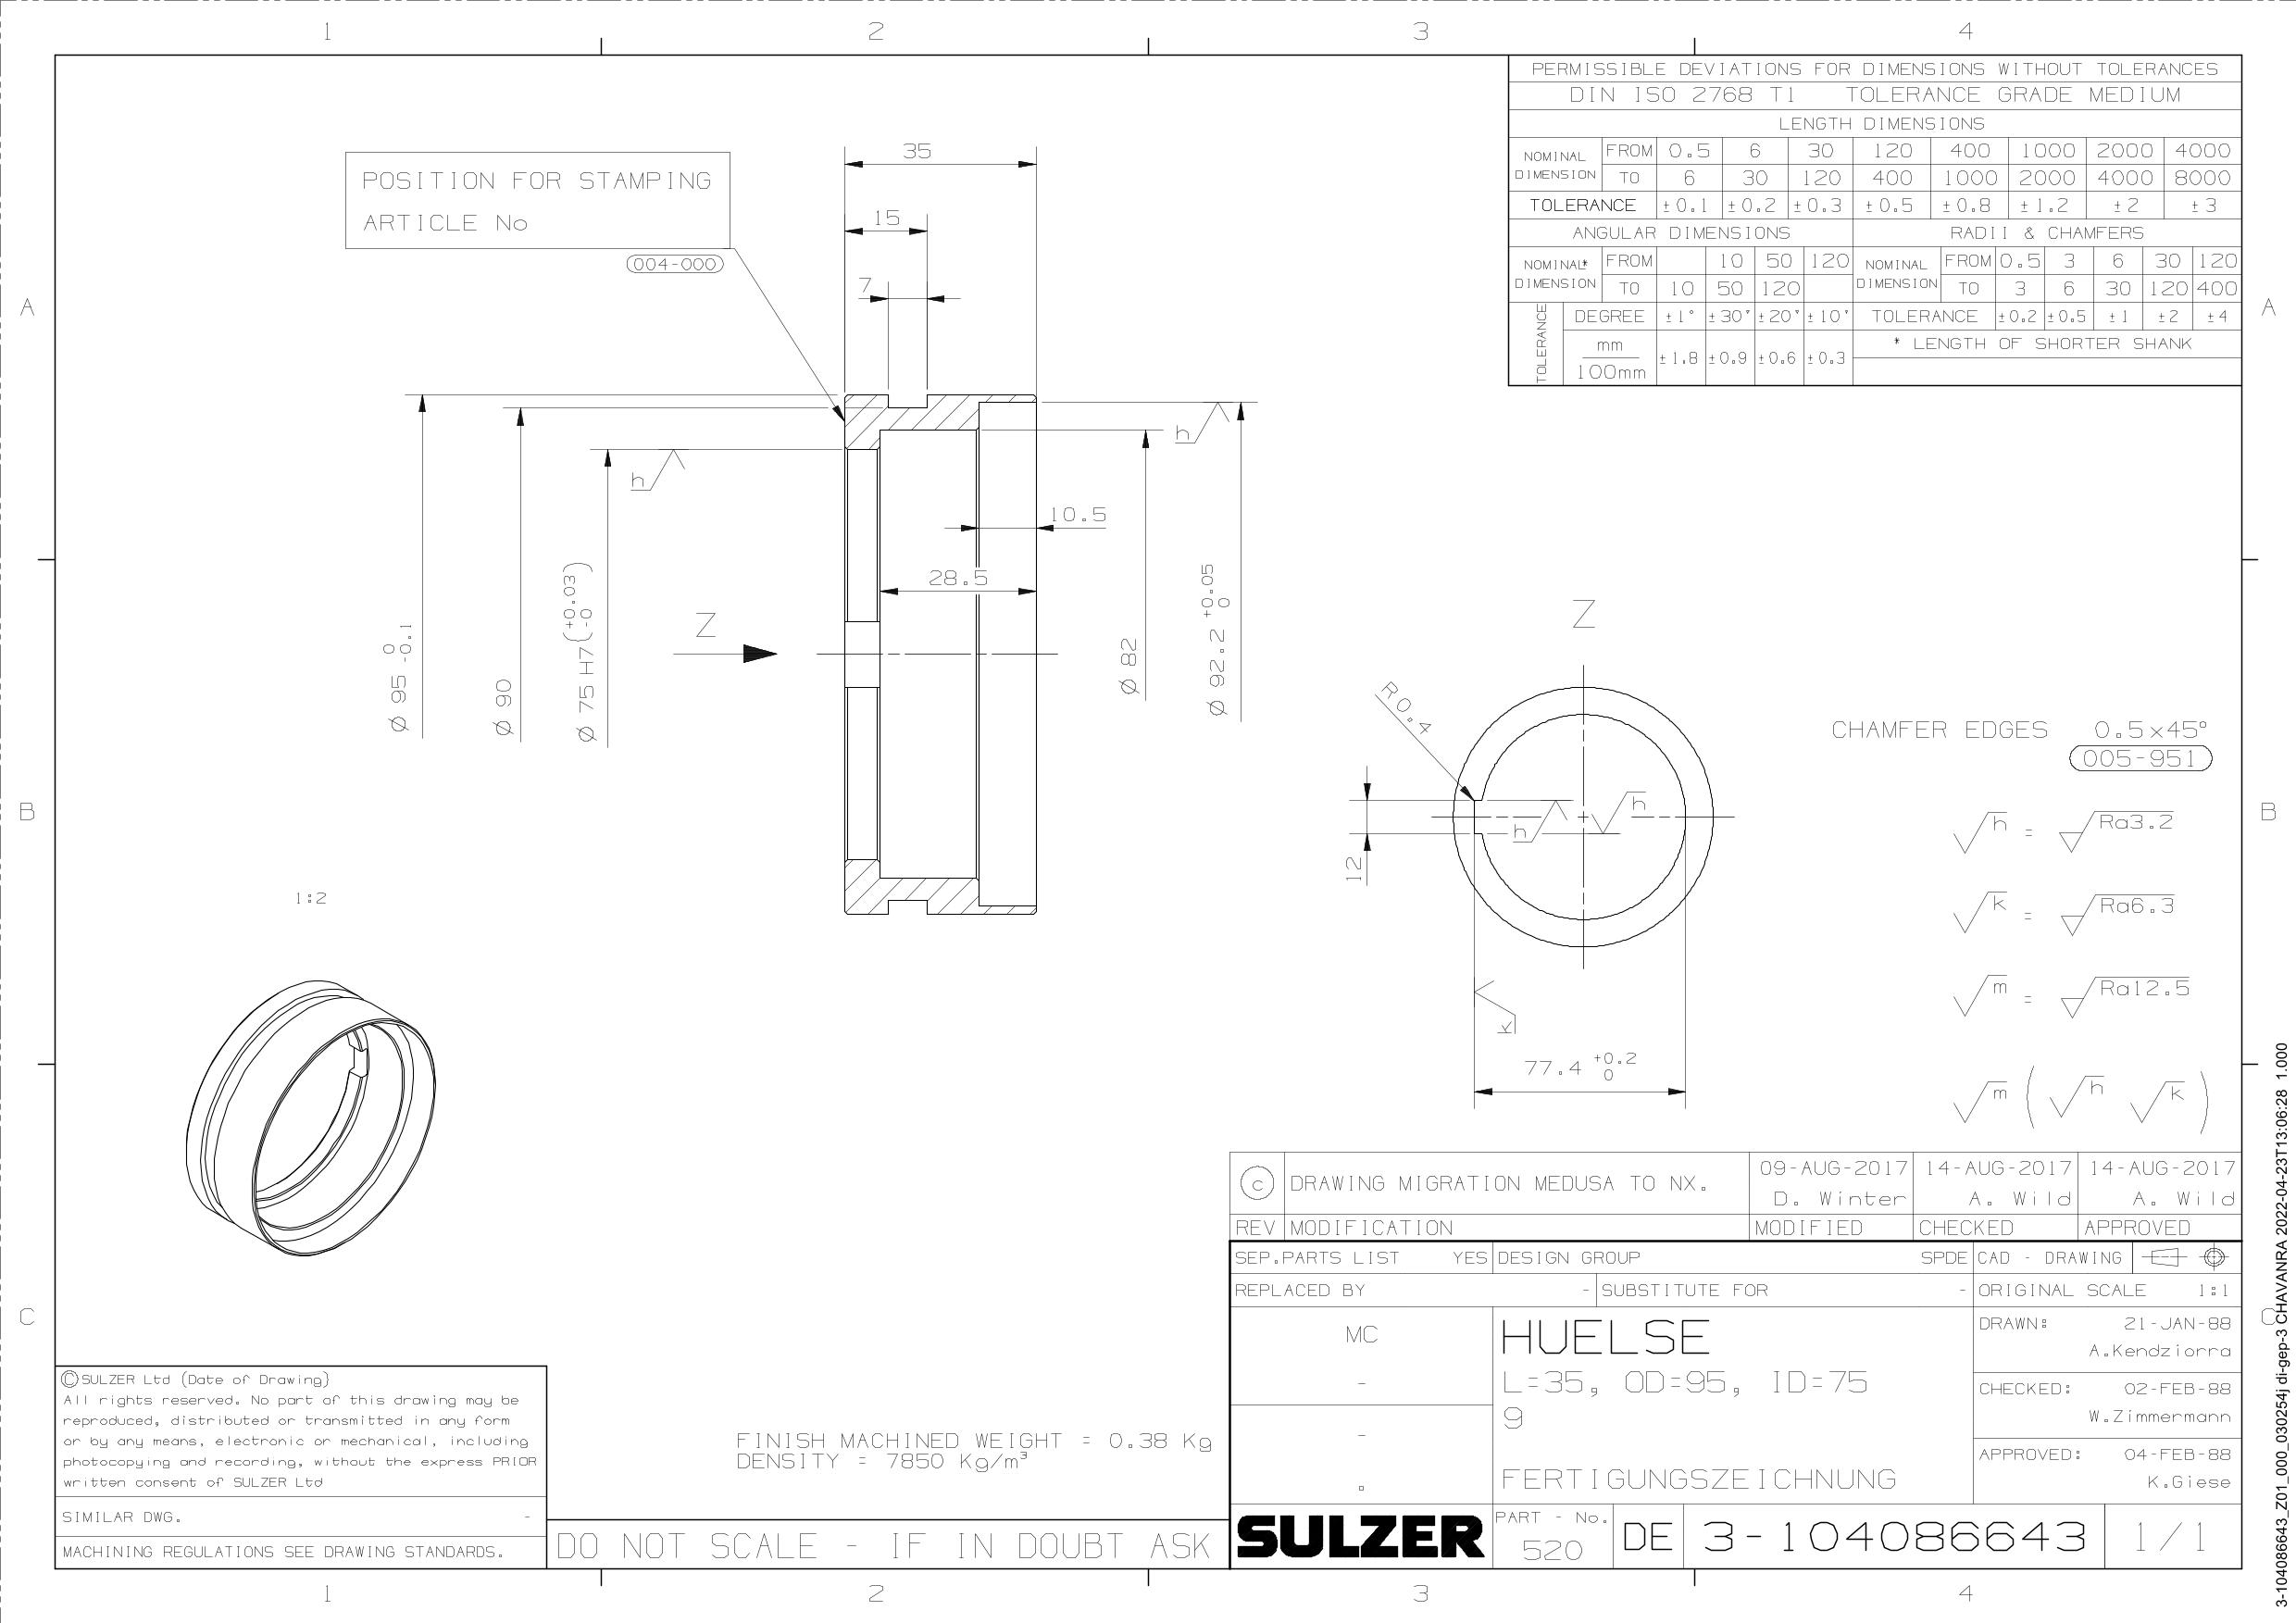 1 2 3 4
PERMISSIBLE DEVIATIONS FOR DIMENSIONS WITHOUT TOLERANCES
DIN ISO 2768 T1 TOLERANCE GRADE MEDIUM
LENGTH DIMENSIONS
NOMINAL DIMENSION FROM 0.5 6 30 120 400 1000 2000 4000
TO 6 30 120 400 1000 2000 4000 8000
TOLERANCE ±0.1 ±0.2 ±0.3 ±0.5 ±0.8 ±1.2 ±2 ±3
ANGULAR DIMENSIONS RADII & CHAMFERS
NOMINAL* DIMENSION FROM 10 50 120 NOMINAL DIMENSION FROM 0.5 3 6 30 120
TO 10 50 120 TO 3 6 30 120 400
TOLERANCE DEGREE ±1° ±30' ±20' ±10' TOLERANCE ±0.2 ±0.5 ±1 ±2 ±4
mm
100mm
±1.8 ±0.9 ±0.6 ±0.3
* LENGTH OF SHORTER SHANK
POSITION FOR STAMPING
ARTICLE No
004-000
35
15
7
A A
h
h
10.5
28.5
Z
Ø 95 0 -0.1
Ø 90
Ø 75 H7(+0.03 -0)
Ø 82
Ø 92.2 +0.05 0
Z
R0.4
12
h
h
k
77.4 +0.2 0
CHAMFER EDGES 0.5×45°
005-951
B B
h = Ra3.2
k = Ra6.3
m = Ra12.5
m ( h k )
1:2
C DRAWING MIGRATION MEDUSA TO NX. 09-AUG-2017 14-AUG-2017 14-AUG-2017
D. Winter A. Wild A. Wild
REV MODIFICATION MODIFIED CHECKED APPROVED
SEP.PARTS LIST YES DESIGN GROUP SPDE CAD - DRAWING
REPLACED BY - SUBSTITUTE FOR - ORIGINAL SCALE 1:1
C C
MC
-
-
HUELSE
L=35, OD=95, ID=75
9
FERTIGUNGSZEICHNUNG
DRAWN: 21-JAN-88
A.Kendziorra
CHECKED: 02-FEB-88
W.Zimmermann
APPROVED: 04-FEB-88
K.Giese
SULZER
PART - No.
520
DE 3-104086643 1/1
FINISH MACHINED WEIGHT = 0.38 Kg
DENSITY = 7850 Kg/m³
© SULZER Ltd (Date of Drawing)
All rights reserved. No part of this drawing may be
reproduced, distributed or transmitted in any form
or by any means, electronic or mechanical, including
photocopying and recording, without the express PRIOR
written consent of SULZER Ltd
SIMILAR DWG. -
MACHINING REGULATIONS SEE DRAWING STANDARDS.
DO NOT SCALE - IF IN DOUBT ASK
1 2 3 4
3-104086643_Z01_000_030254j di-gep-3 CHAVANRA 2022-04-23T13:06:28 1.000